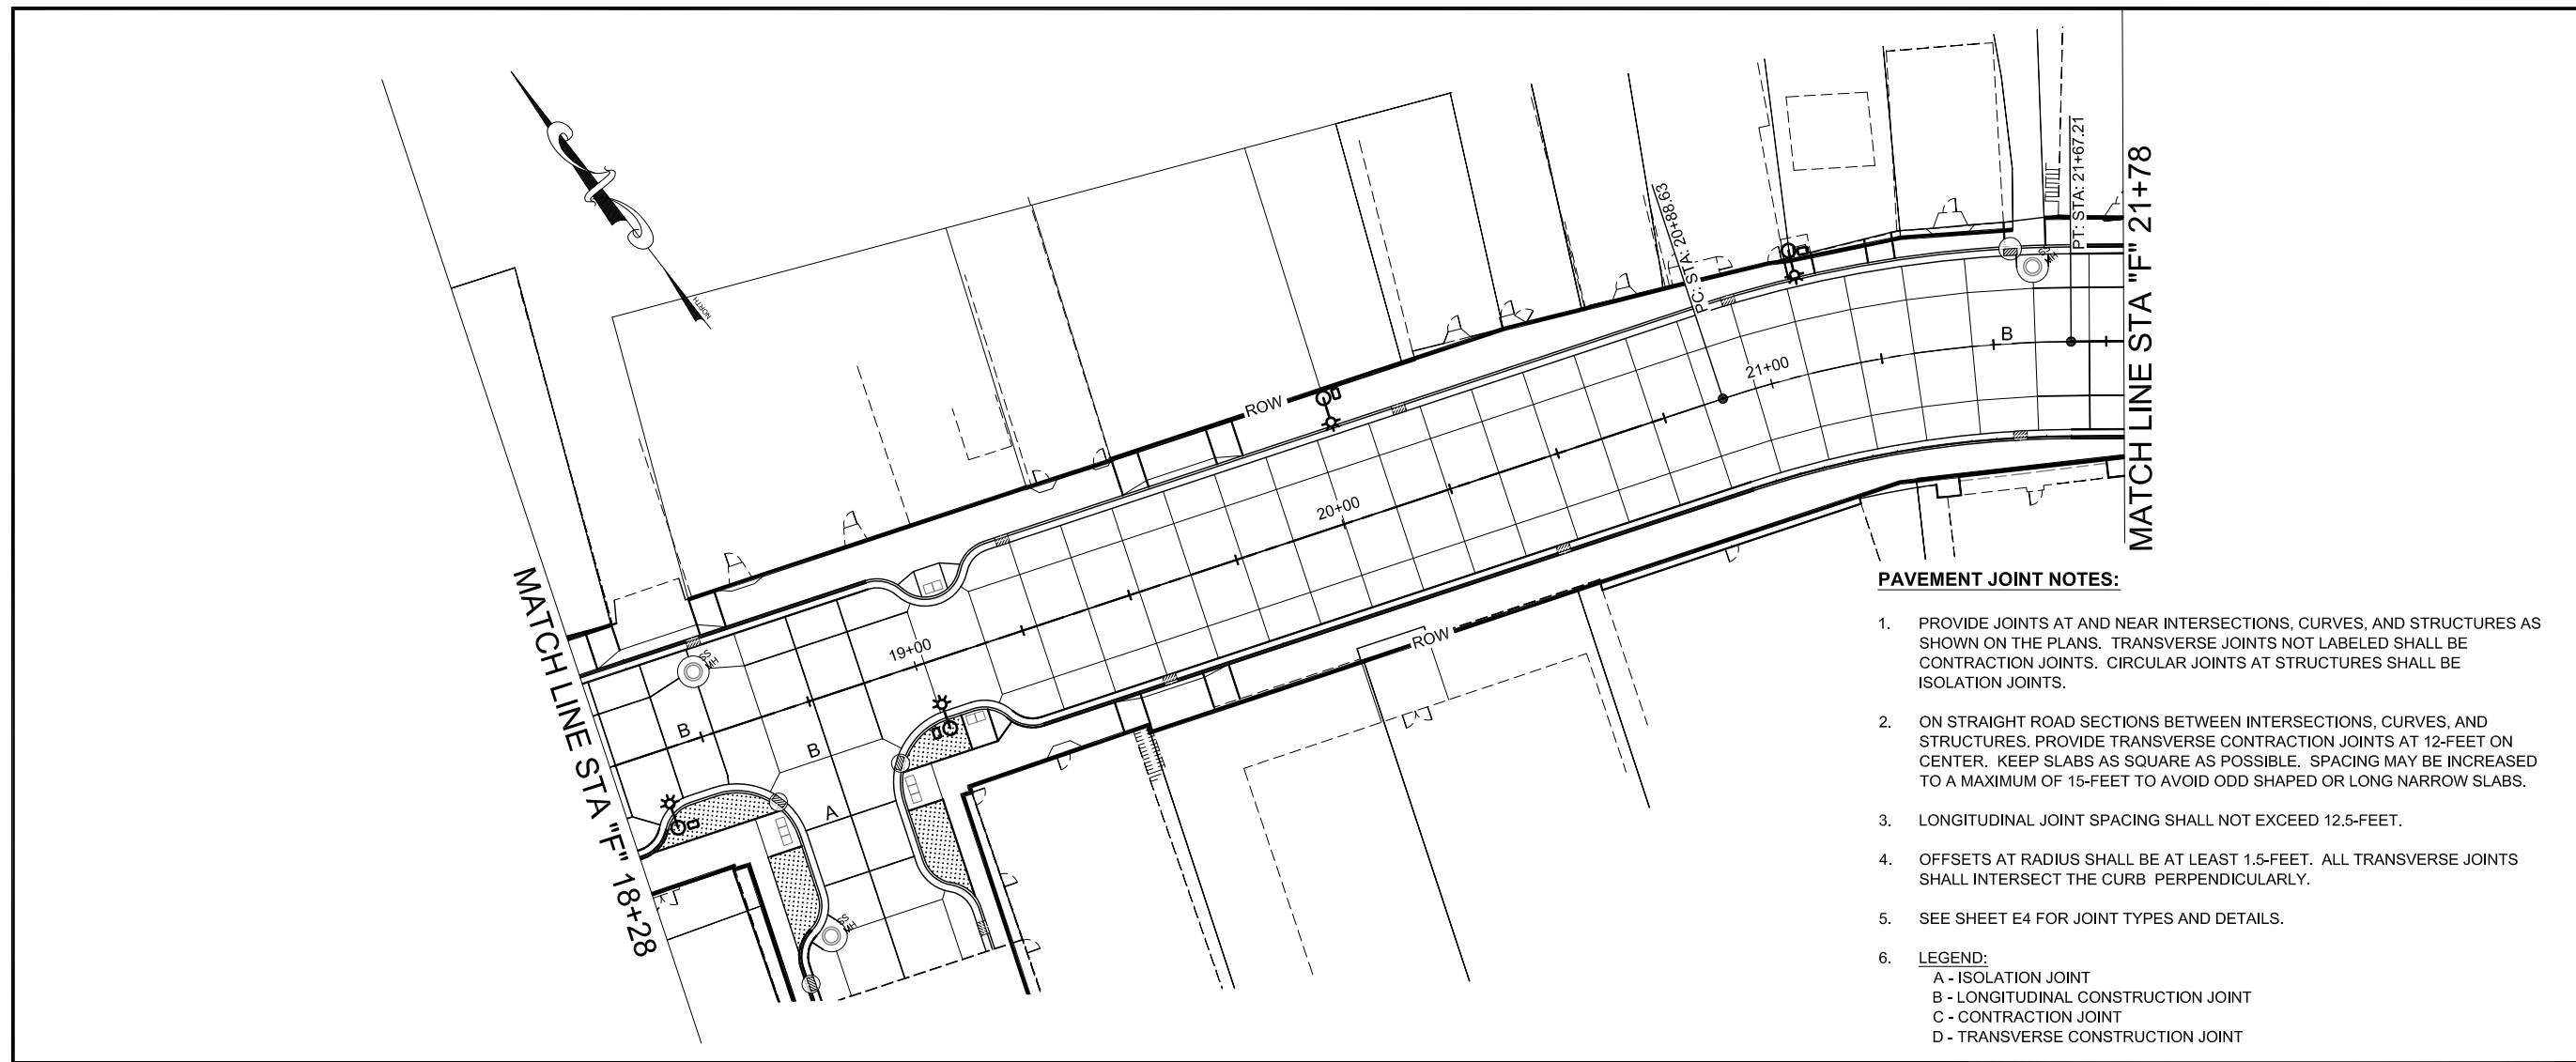 NORTH
PC: STA: 20+88.63
PT: STA: 21+67.21
MATCH LINE STA "F" 21+78
21+00
B
ROW
20+00
19+00
SS
MH
SS
MH
B
B
A
ROW
SS
MH
MATCH LINE STA "F" 18+28
PAVEMENT JOINT NOTES:
1. PROVIDE JOINTS AT AND NEAR INTERSECTIONS, CURVES, AND STRUCTURES AS
SHOWN ON THE PLANS. TRANSVERSE JOINTS NOT LABELED SHALL BE
CONTRACTION JOINTS. CIRCULAR JOINTS AT STRUCTURES SHALL BE
ISOLATION JOINTS.
2. ON STRAIGHT ROAD SECTIONS BETWEEN INTERSECTIONS, CURVES, AND
STRUCTURES. PROVIDE TRANSVERSE CONTRACTION JOINTS AT 12-FEET ON
CENTER. KEEP SLABS AS SQUARE AS POSSIBLE. SPACING MAY BE INCREASED
TO A MAXIMUM OF 15-FEET TO AVOID ODD SHAPED OR LONG NARROW SLABS.
3. LONGITUDINAL JOINT SPACING SHALL NOT EXCEED 12.5-FEET.
4. OFFSETS AT RADIUS SHALL BE AT LEAST 1.5-FEET. ALL TRANSVERSE JOINTS
SHALL INTERSECT THE CURB PERPENDICULARLY.
5. SEE SHEET E4 FOR JOINT TYPES AND DETAILS.
6. LEGEND:
A - ISOLATION JOINT
B - LONGITUDINAL CONSTRUCTION JOINT
C - CONTRACTION JOINT
D - TRANSVERSE CONSTRUCTION JOINT